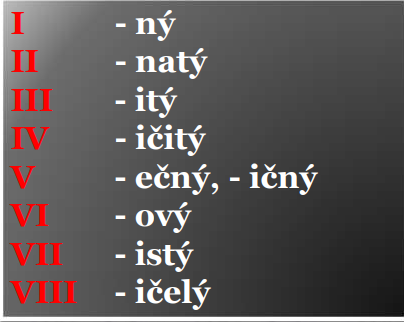 I - ný
II - natý
III - itý
IV - ičitý
V - ečný, - ičný
VI - ový
VII - istý
VIII - ičelý